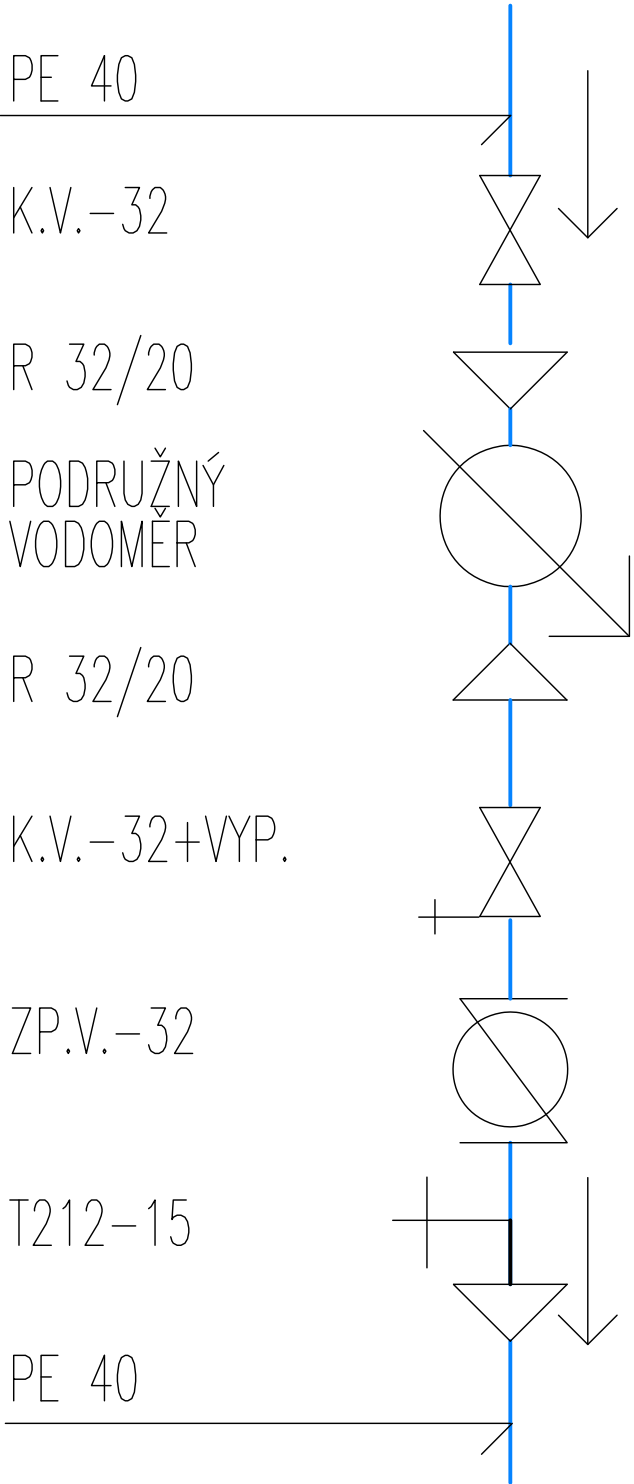 PE 40
K.V.-32
R 32/20
PODRUŽNÝ
VODOMĚR
R 32/20
K.V.-32+VYP.
ZP.V.-32
T212-15
PE 40